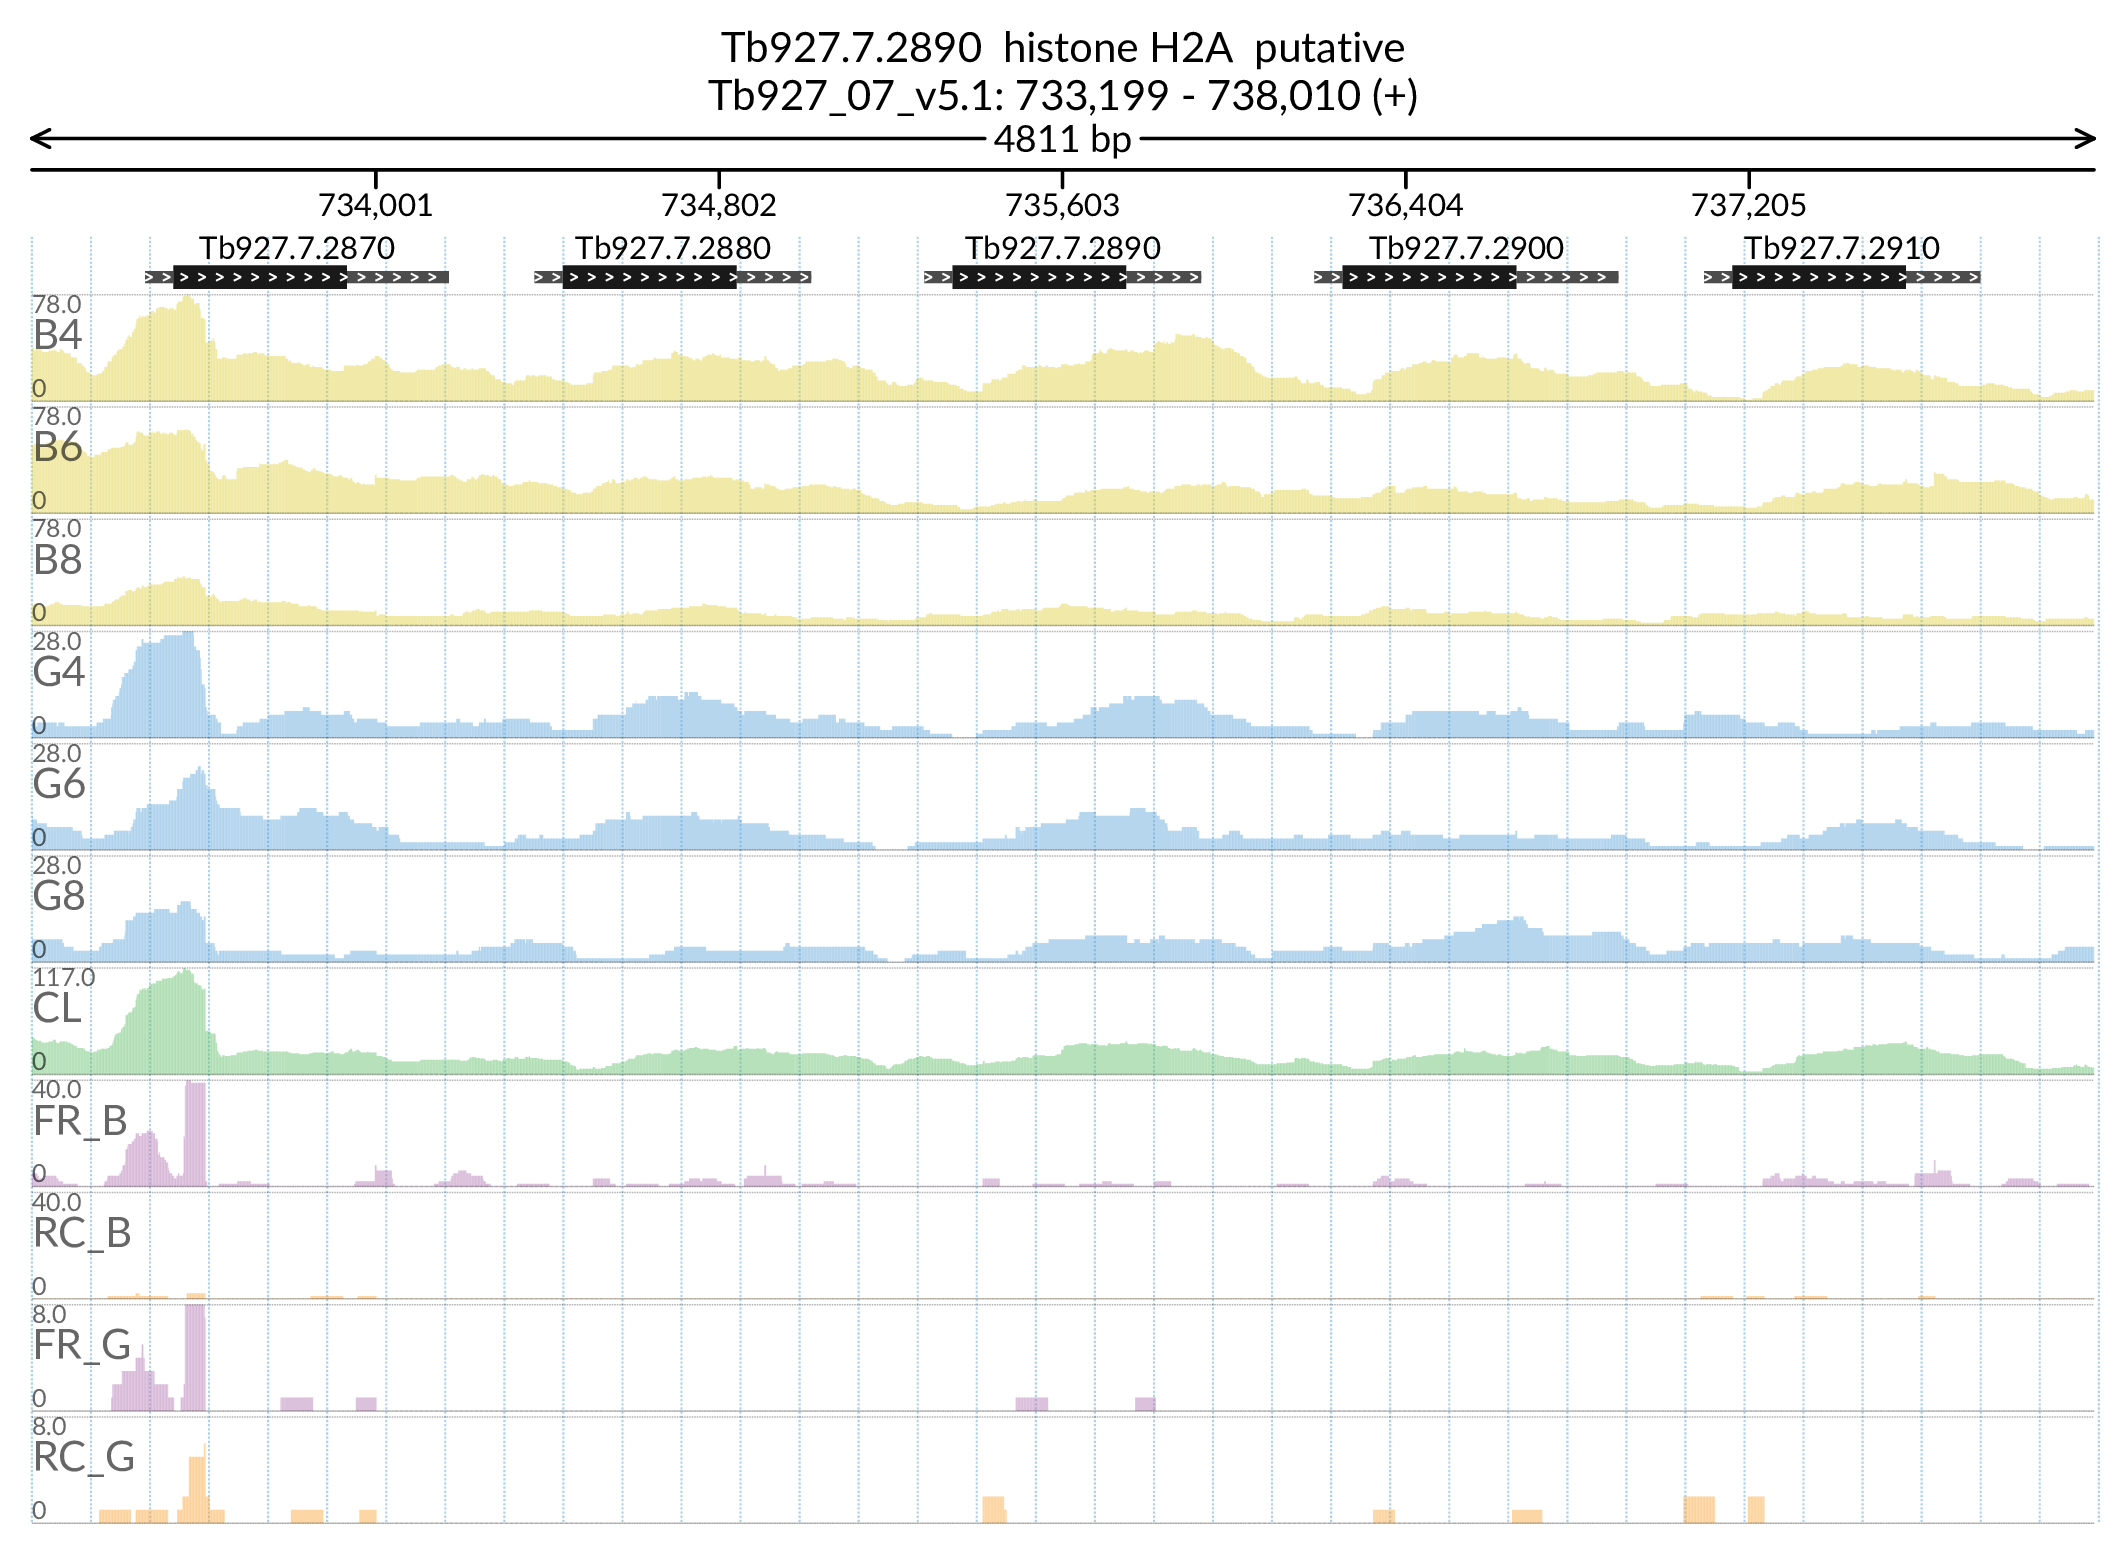 Tb927.7.2890 histone H2A putative
Tb927_07_v5.1: 733,199 - 738,010 (+)
4811 bp
734,001 734,802 735,603 736,404 737,205
Tb927.7.2870 Tb927.7.2880 Tb927.7.2890 Tb927.7.2900 Tb927.7.2910
78.0
B4
0
78.0
B6
0
78.0
B8
0
28.0
G4
0
28.0
G6
0
28.0
G8
0
117.0
CL
0
40.0
FR_B
0
40.0
RC_B
0
8.0
FR_G
0
8.0
RC_G
0